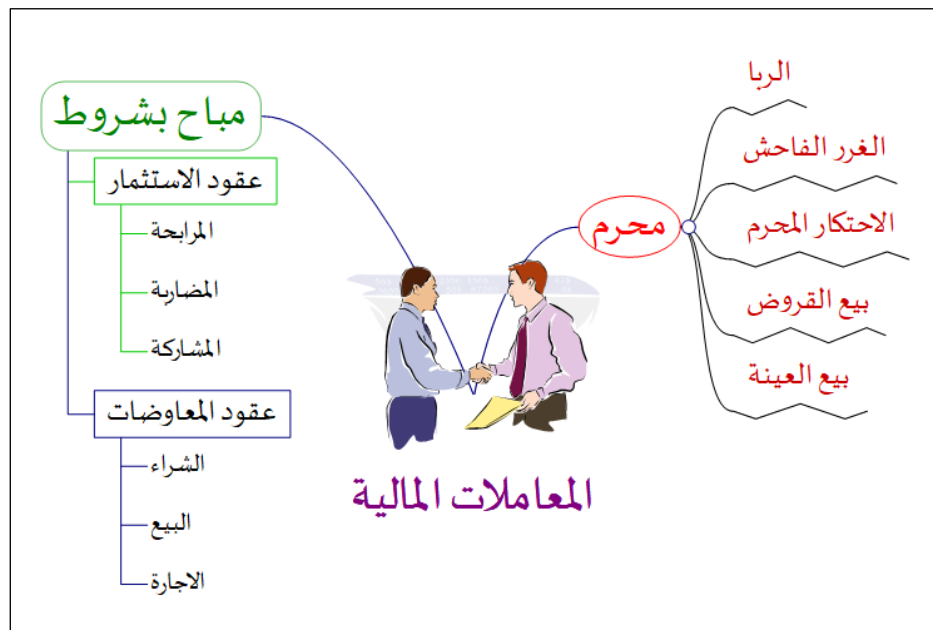 المعاملات المالية
محرم
الربا
الغرر الفاحش
الاحتكار المحرم
بيع القروض
بيع العينة
مباح بشروط
عقود الاستثمار
المرابحة
المضاربة
المشاركة
عقود المعاوضات
الشراء
البيع
الاجارة